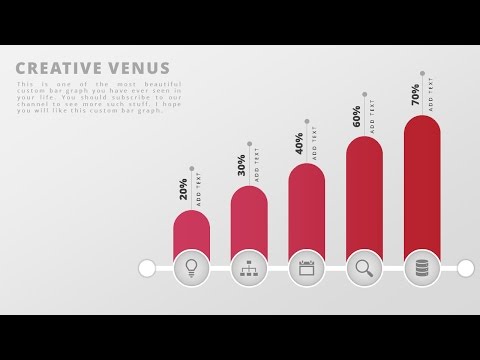 CREATIVE VENUS
This is one of the most beautiful
custom bar graph you have ever seen in
your life. You should subscribe to our
channel to see more such stuff. I hope
you will like this custom bar graph.
20%
ADD TEXT
30%
ADD TEXT
40%
ADD TEXT
60%
ADD TEXT
70%
ADD TEXT